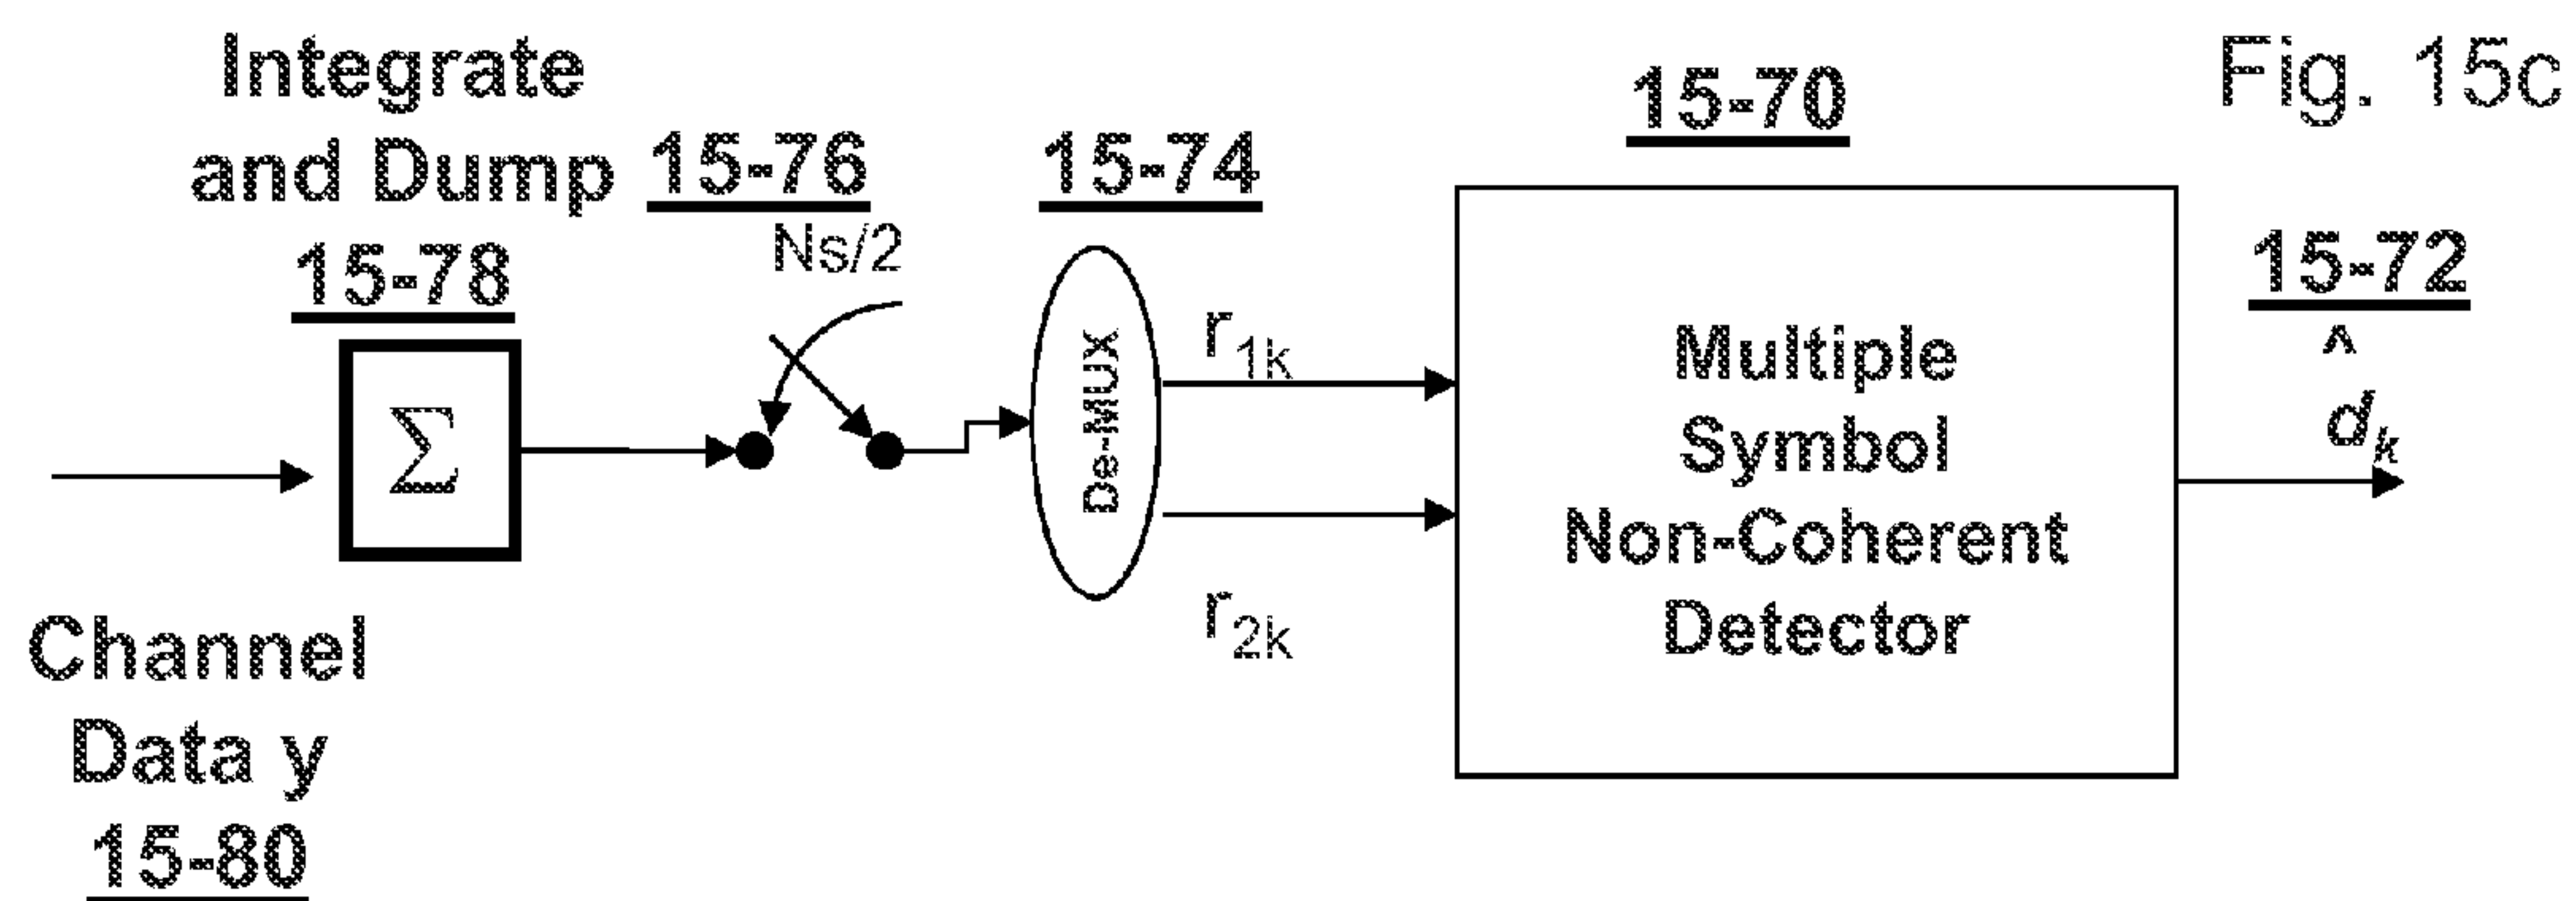 Fig. 15c
Integrate
and Dump
15-78
Σ
15-76
Ns/2
15-74
De-MUX
r1k
r2k
15-70
Multiple
Symbol
Non-Coherent
Detector
15-72
^
dk
Channel
Data y
15-80